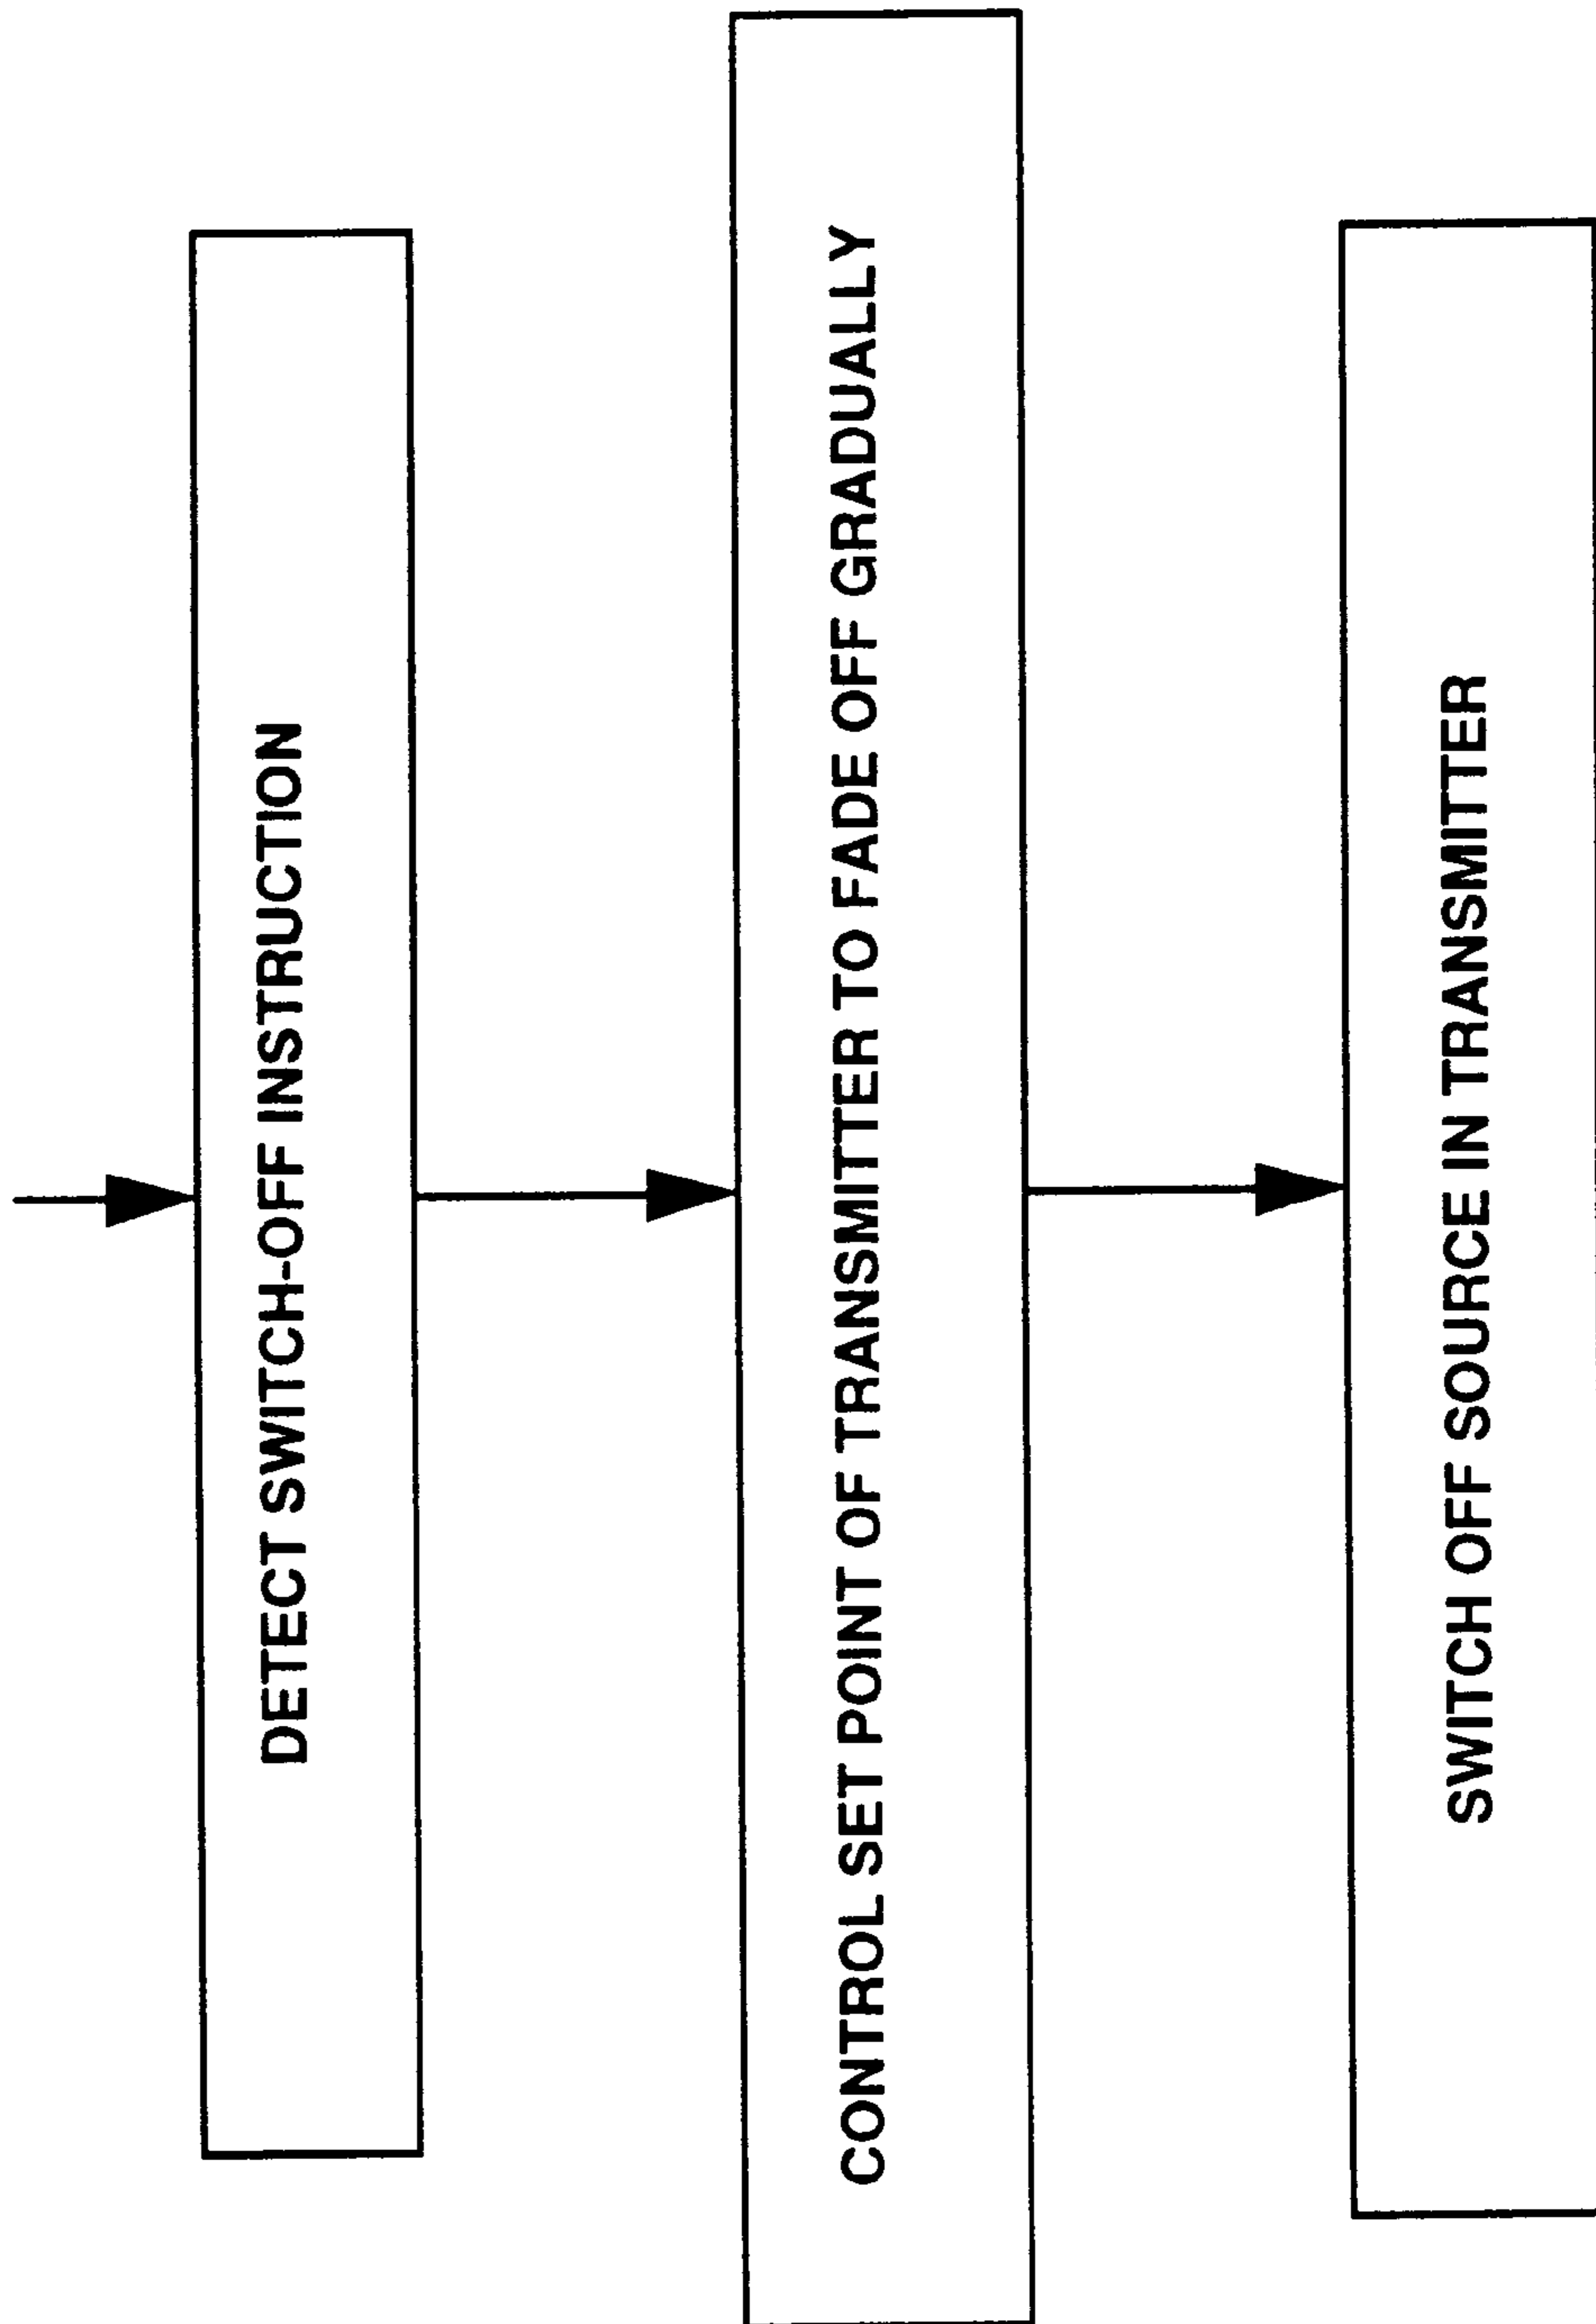 DETECT SWITCH-OFF INSTRUCTION
CONTROL SET POINT OF TRANSMITTER TO FADE OFF GRADUALLY
SWITCH OFF SOURCE IN TRANSMITTER